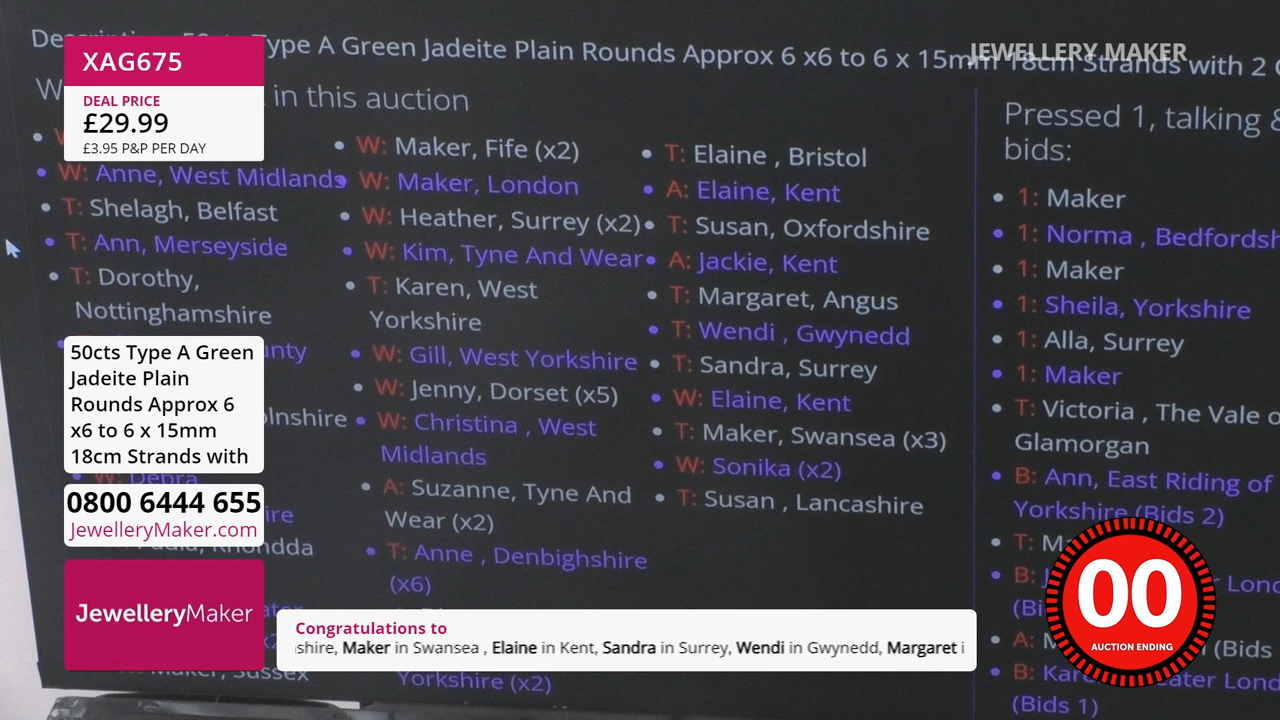 XAG675
DEAL PRICE
£29.99
£3.95 P&P PER DAY
JEWELLERY MAKER
Type A Green Jadeite Plain Rounds Approx 6 x6 to 6 x 15mm 18cm Strands with 2
in this auction
W: Anne, West Midlands
T: Shelagh, Belfast
T: Ann, Merseyside
T: Dorothy,
Nottinghamshire
W: Maker, Fife (x2)
W: Maker, London
W: Heather, Surrey (x2)
W: Kim, Tyne And Wear
T: Karen, West
Yorkshire
W: Gill, West Yorkshire
W: Jenny, Dorset (x5)
W: Christina , West
Midlands
A: Suzanne, Tyne And
Wear (x2)
T: Anne , Denbighshire
(x6)
Yorkshire (x2)
T: Elaine , Bristol
A: Elaine, Kent
T: Susan, Oxfordshire
A: Jackie, Kent
T: Margaret, Angus
T: Wendi , Gwynedd
T: Sandra, Surrey
W: Elaine, Kent
T: Maker, Swansea (x3)
W: Sonika (x2)
T: Susan , Lancashire
Pressed 1, talking &
bids:
1: Maker
1: Norma , Bedfordsh
1: Maker
1: Sheila, Yorkshire
1: Alla, Surrey
1: Maker
T: Victoria , The Vale o
Glamorgan
B: Ann, East Riding of
Yorkshire (Bids 2)
T:
B:
A:
B:
(Bids 1)
50cts Type A Green
Jadeite Plain
Rounds Approx 6
x6 to 6 x 15mm
18cm Strands with
0800 6444 655
JewelleryMaker.com
JewelleryMaker
Congratulations to
shire, Maker in Swansea , Elaine in Kent, Sandra in Surrey, Wendi in Gwynedd, Margaret i
00
AUCTION ENDING